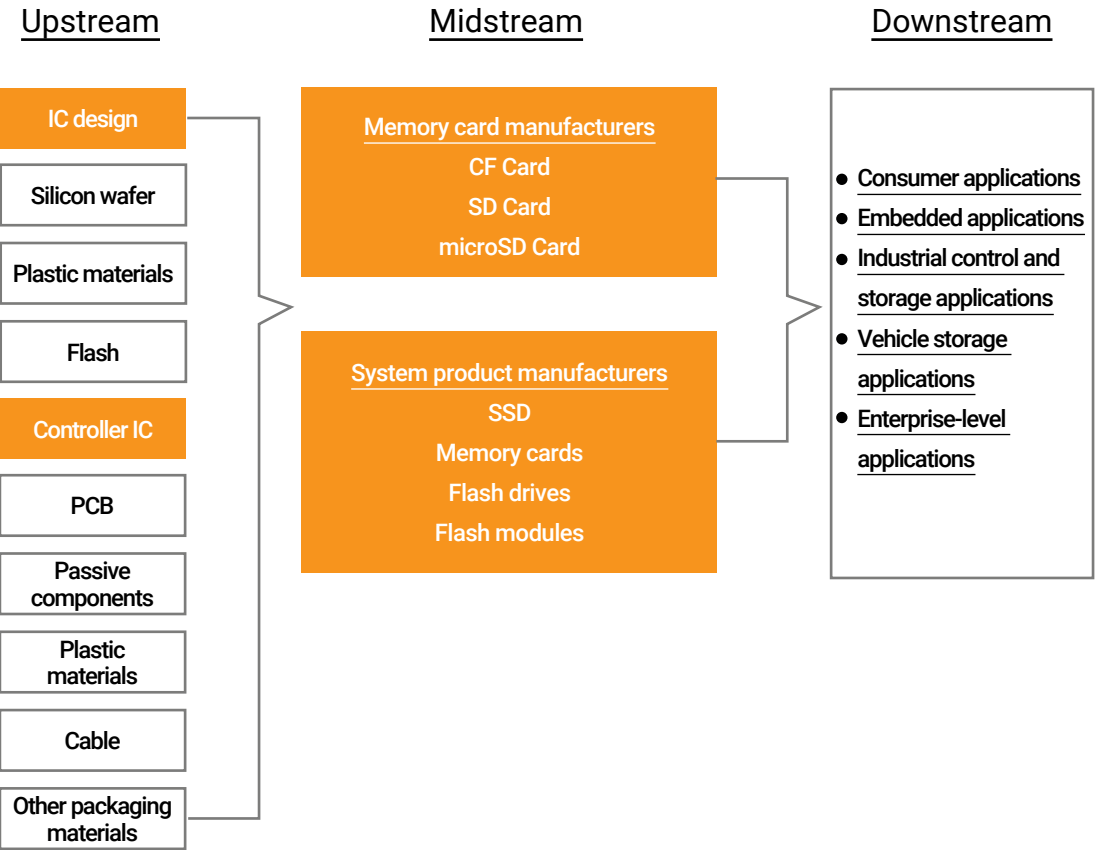 Upstream
Midstream
Downstream
IC design
Silicon wafer
Plastic materials
Flash
Controller IC
PCB
Passive
components
Plastic
materials
Cable
Other packaging
materials
Memory card manufacturers
CF Card
SD Card
microSD Card
System product manufacturers
SSD
Memory cards
Flash drives
Flash modules
Consumer applications
Embedded applications
Industrial control and
storage applications
Vehicle storage
applications
Enterprise-level
applications